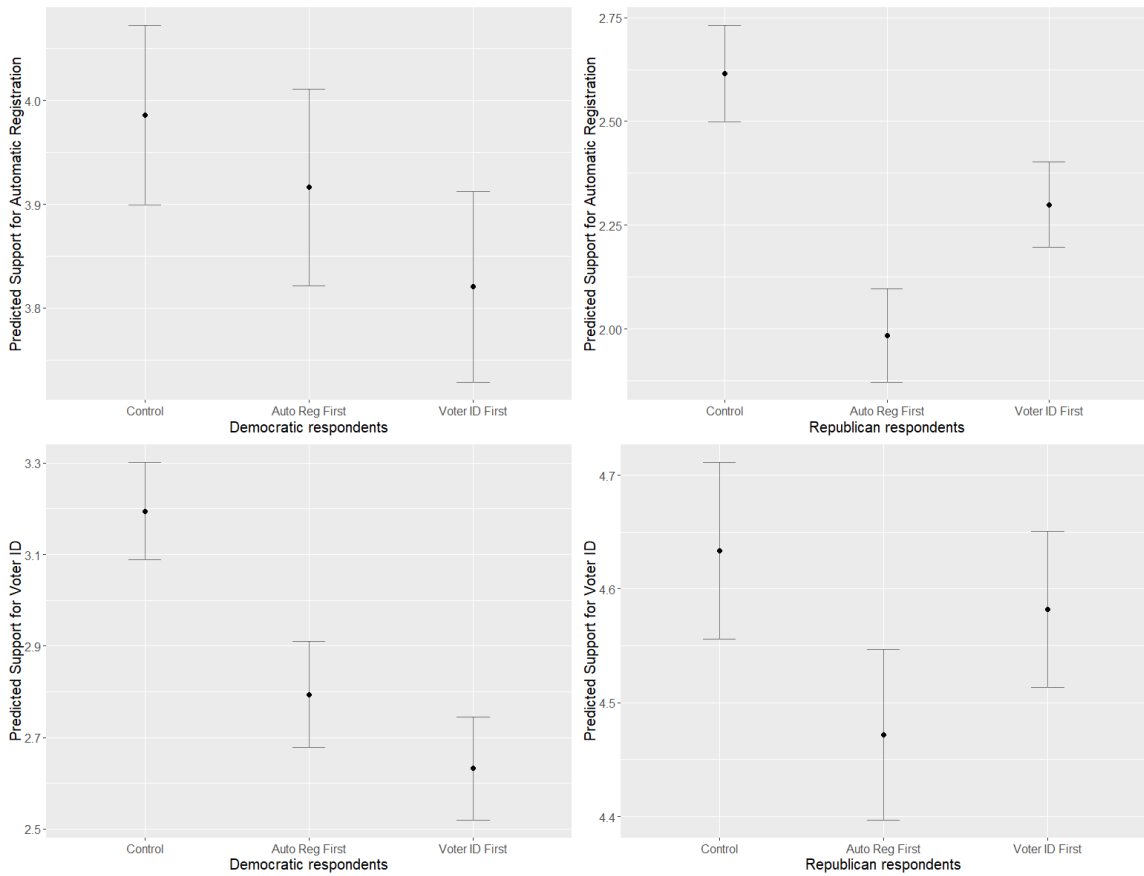 Predicted Support for Automatic Registration
4.0
3.9
3.8
Control
Auto Reg First
Voter ID First
Democratic respondents
Predicted Support for Automatic Registration
2.75
2.50
2.25
2.00
Control
Auto Reg First
Voter ID First
Republican respondents
Predicted Support for Voter ID
3.3
3.1
2.9
2.7
2.5
Control
Auto Reg First
Voter ID First
Democratic respondents
Predicted Support for Voter ID
4.7
4.6
4.5
4.4
Control
Auto Reg First
Voter ID First
Republican respondents